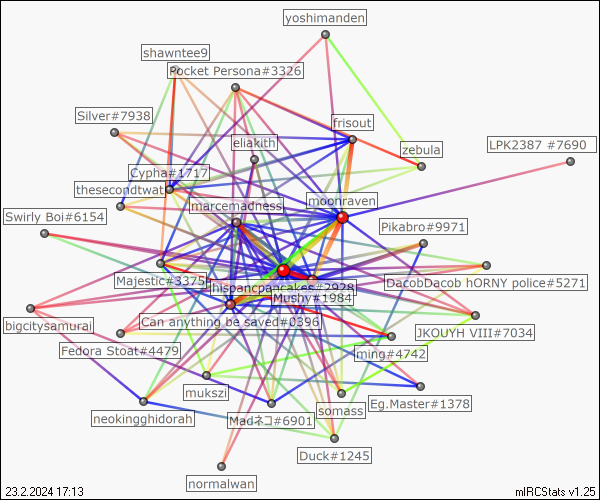 yoshimanden
shawntee9
Pocket Persona#3326
Silver#7938
frisout
eliakith
zebula
LPK2387 #7690
Cypha#1717
thesecondtwat
marcemadness
moonraven
Swirly Boi#6154
Pikabro#9971
Majestic#3375
hispancpancakes#2928
DacobDacob hORNY police#5271
Mushy#1984
bigcitysamurai
Can anything be saved#0396
JKOUYH VIII#7034
Fedora Stoat#4479
ming#4742
mukszi
Eg.Master#1378
neokingghidorah
Madネコ#6901
somass
Duck#1245
normalwan
23.2.2024 17:13
mIRCStats v1.25